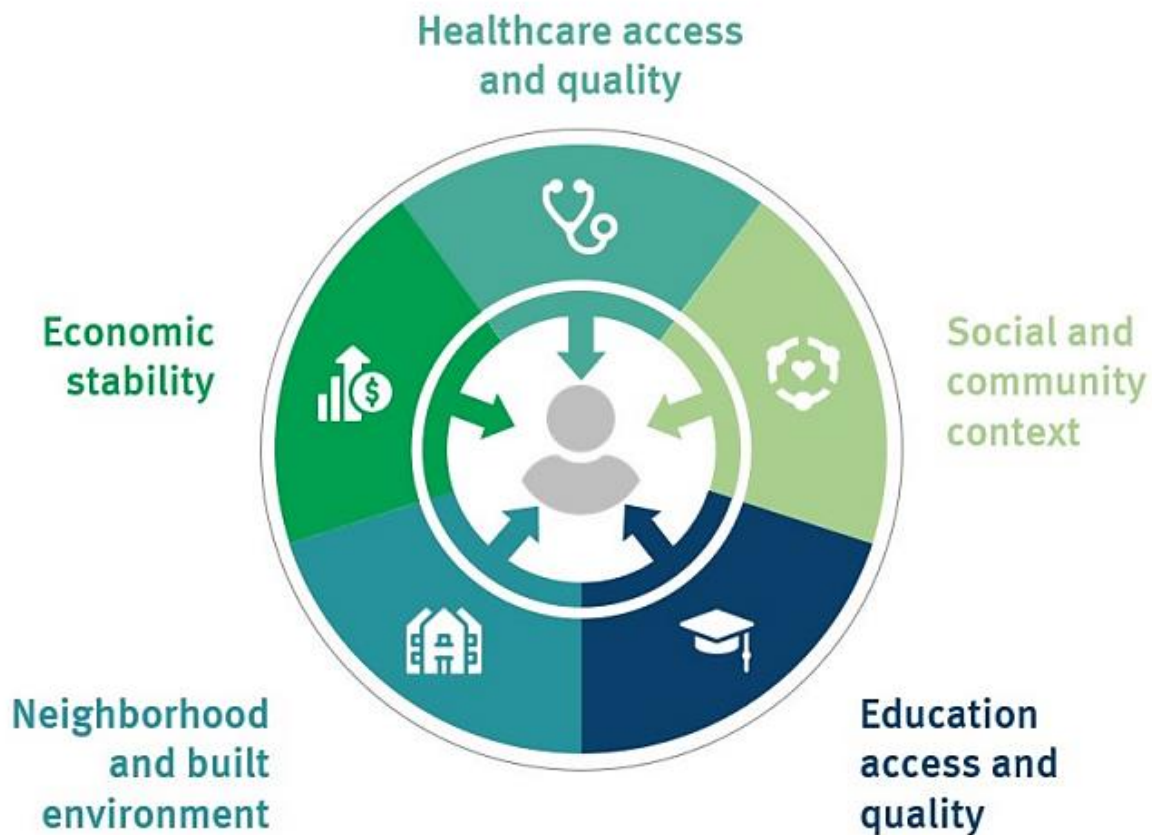 Healthcare access
and quality
Economic
stability
$
Social and
community
context
Neighborhood
and built
environment
Education
access and
quality